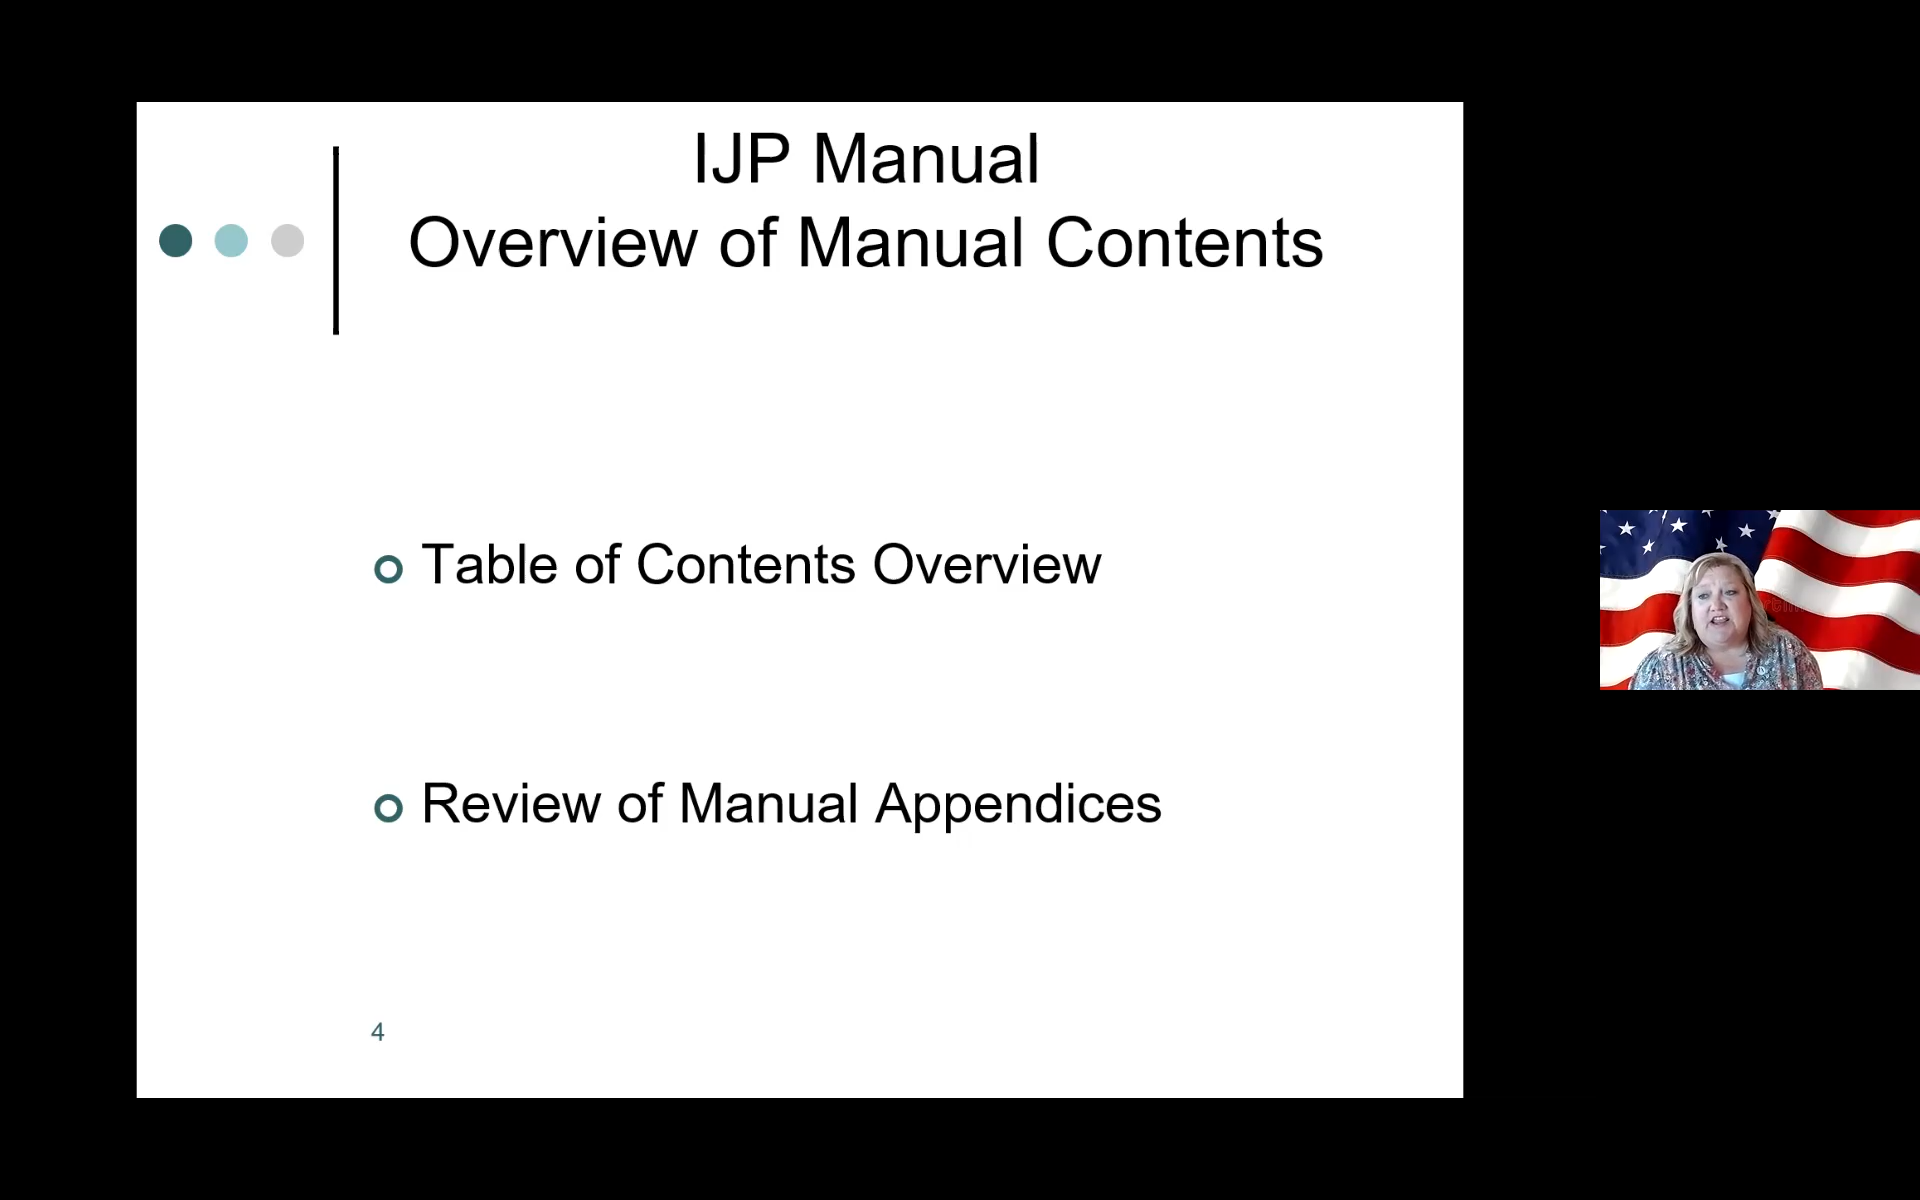 IJP Manual
Overview of Manual Contents
Table of Contents Overview
Review of Manual Appendices
4